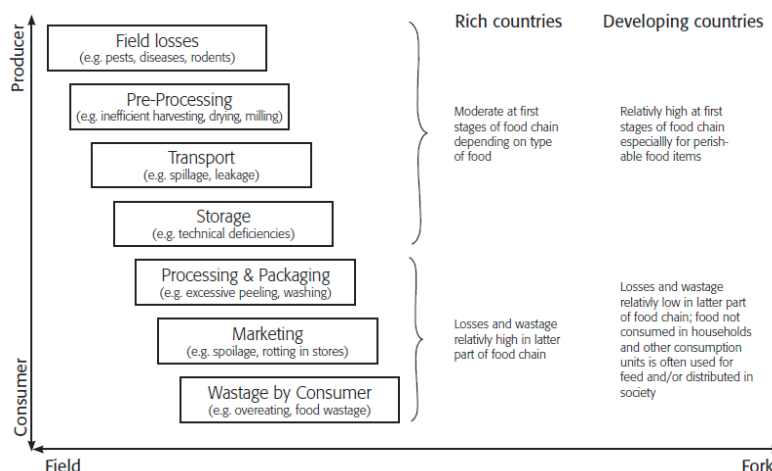 Rich countries
Developing countries
Producer
Field losses
(e.g. pests, diseases, rodents)
Pre-Processing
(e.g. inefficient harvesting, drying, milling)
Transport
(e.g. spillage, leakage)
Storage
(e.g. technical deficiencies)
Moderate at first
stages of food chain
depending on type
of food
Relativly high at first
stages of food chain
especiallly for perish-
able food items
Processing & Packaging
(e.g. excessive peeling, washing)
Marketing
(e.g. spoilage, rotting in stores)
Wastage by Consumer
(e.g. overeating, food wastage)
Losses and wastage
relativly high in latter
part of food chain
Losses and wastage
relativly low in latter part
of food chain; food not
consumed in households
and other consumption
units is often used for
feed and/or distributed in
society
Consumer
Field
Fork